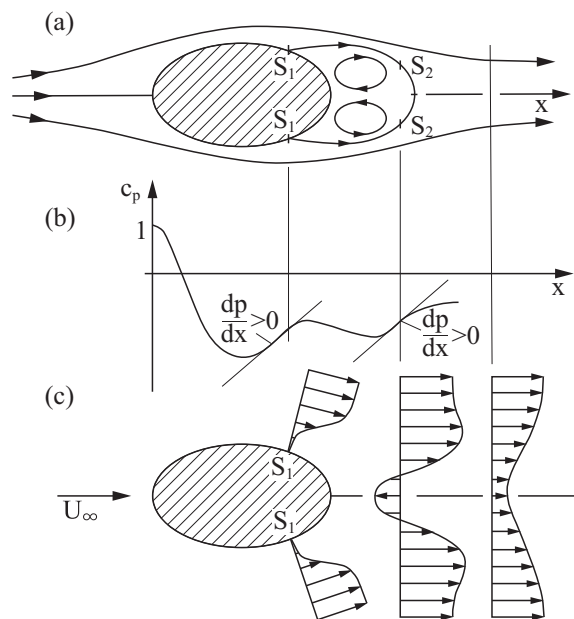 (a)
S₁ S₂
x
S₁ S₂
(b)
cₚ
1
x
dp/dx >0
dp/dx >0
(c)
S₁
U∞
S₁